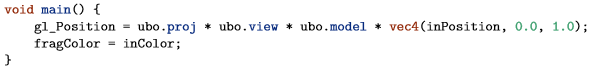 void main() {
    gl_Position = ubo.proj * ubo.view * ubo.model * vec4(inPosition, 0.0, 1.0);
    fragColor = inColor;
}